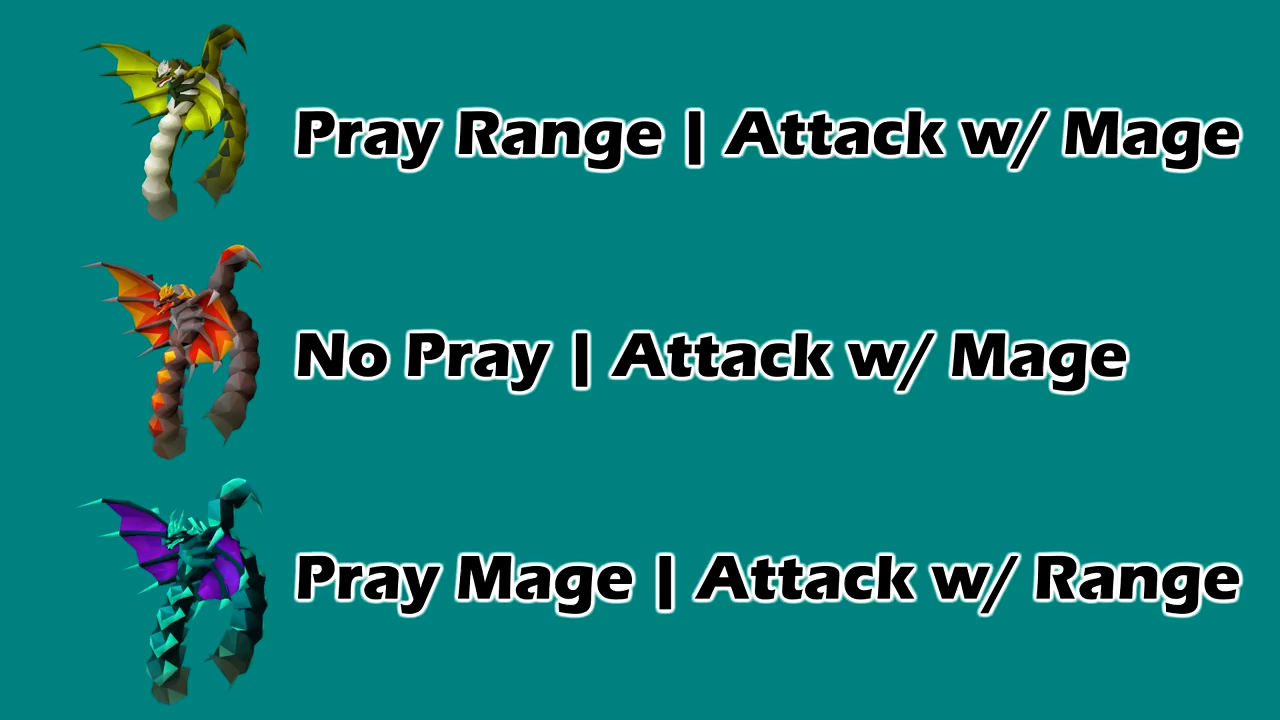 Pray Range | Attack w/ Mage
No Pray | Attack w/ Mage
Pray Mage | Attack w/ Range